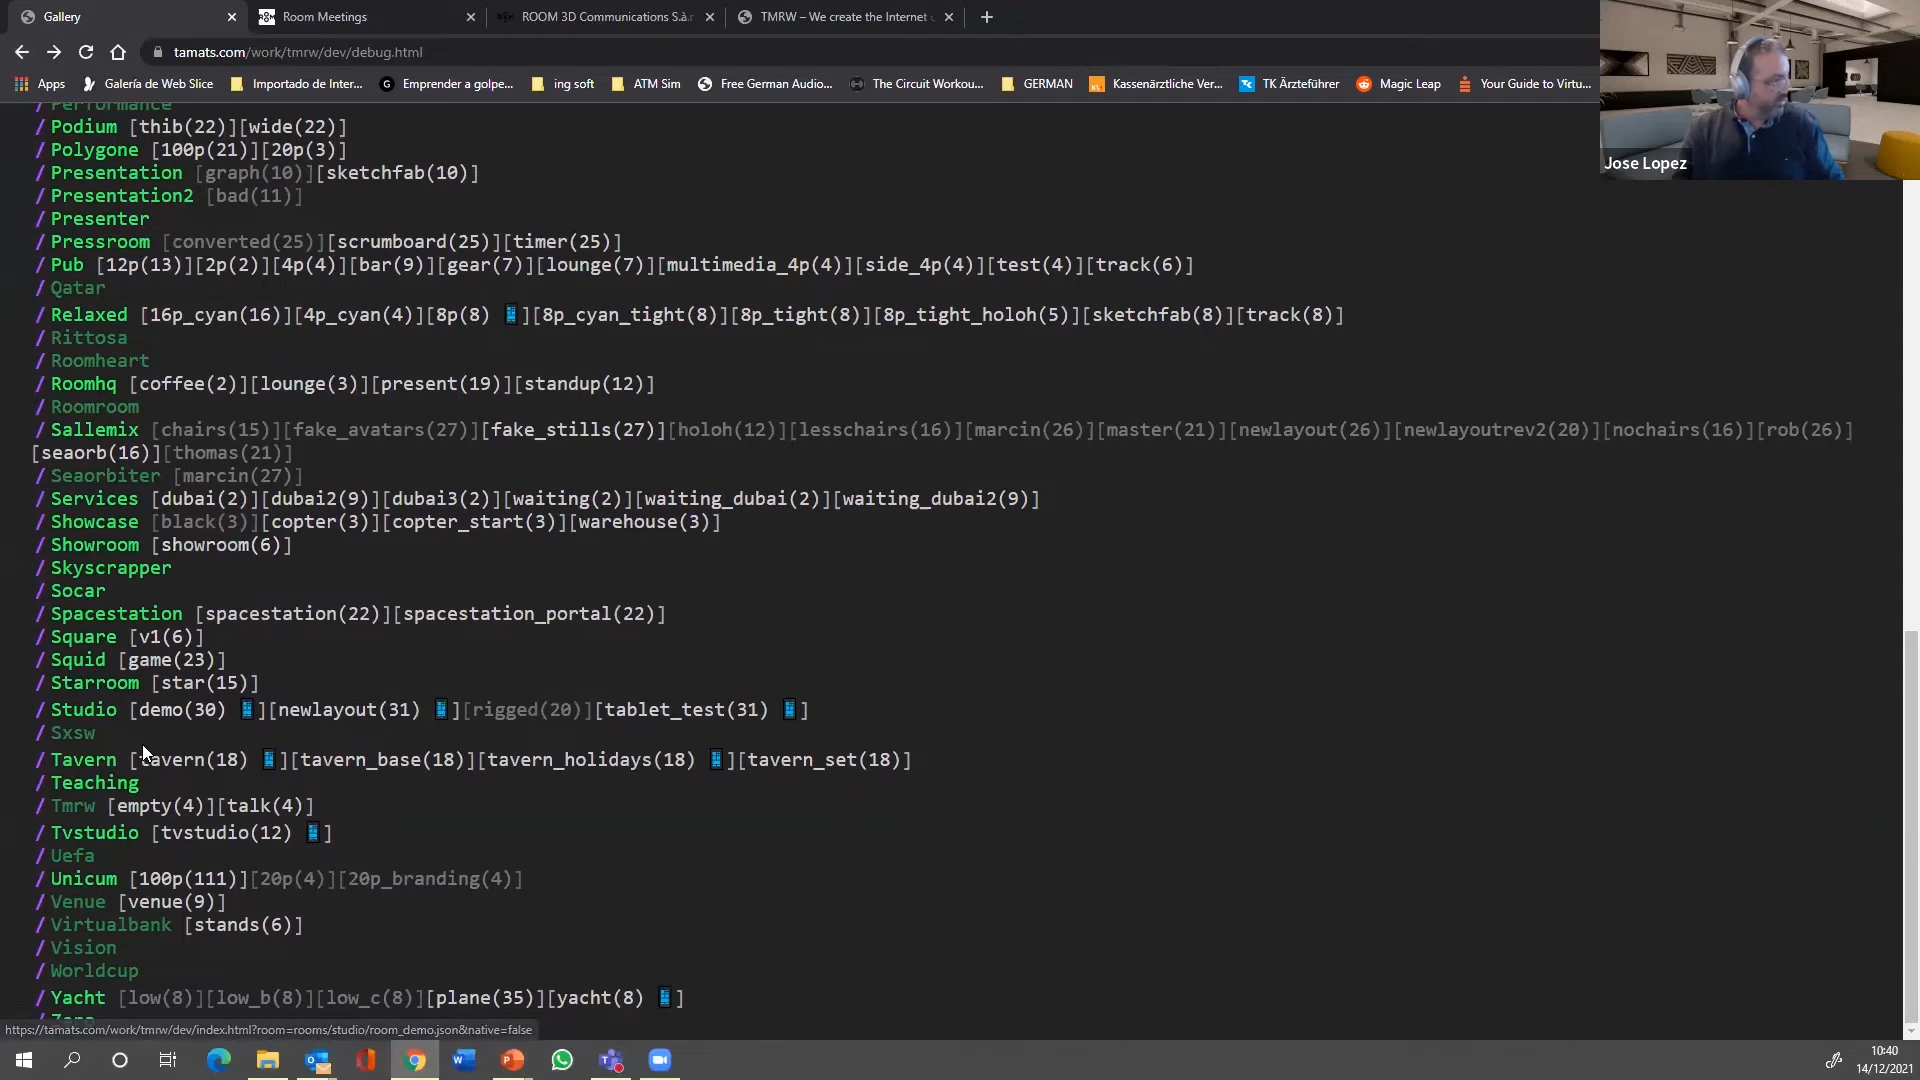 Gallery
Room Meetings
ROOM 3D Communications S.à.r
TMRW – We create the Internet
tamats.com/work/tmrw/dev/debug.html
Apps
Galería de Web Slice
Importado de Inter...
Emprender a golpe...
ing soft
ATM Sim
Free German Audio...
The Circuit Workou...
GERMAN
Kassenärztliche Ver...
TK Ärzteführer
Magic Leap
Your Guide to Virtu...
Jose Lopez
Performance
/ Podium [thib(22)][wide(22)]
/ Polygone [100p(21)][20p(3)]
/ Presentation [graph(10)][sketchfab(10)]
/ Presentation2 [bad(11)]
/ Presenter
/ Pressroom [converted(25)][scrumboard(25)][timer(25)]
/ Pub [12p(13)][2p(2)][4p(4)][bar(9)][gear(7)][lounge(7)][multimedia_4p(4)][side_4p(4)][test(4)][track(6)]
/ Qatar
/ Relaxed [16p_cyan(16)][4p_cyan(4)][8p(8) ][8p_cyan_tight(8)][8p_tight(8)][8p_tight_holoh(5)][sketchfab(8)][track(8)]
/ Rittosa
/ Roomheart
/ Roomhq [coffee(2)][lounge(3)][present(19)][standup(12)]
/ Roomroom
/ Sallemix [chairs(15)][fake_avatars(27)][fake_stills(27)][holoh(12)][lesschairs(16)][marcin(26)][master(21)][newlayout(26)][newlayoutrev2(20)][nochairs(16)][rob(26)]
[seaorb(16)][thomas(21)]
/ Seaorbiter [marcin(27)]
/ Services [dubai(2)][dubai2(9)][dubai3(2)][waiting(2)][waiting_dubai(2)][waiting_dubai2(9)]
/ Showcase [black(3)][copter(3)][copter_start(3)][warehouse(3)]
/ Showroom [showroom(6)]
/ Skyscrapper
/ Socar
/ Spacestation [spacestation(22)][spacestation_portal(22)]
/ Square [v1(6)]
/ Squid [game(23)]
/ Starroom [star(15)]
/ Studio [demo(30) ][newlayout(31) ][rigged(20)][tablet_test(31) ]
/ Sxsw
/ Tavern [tavern(18) ][tavern_base(18)][tavern_holidays(18) ][tavern_set(18)]
/ Teaching
/ Tmrw [empty(4)][talk(4)]
/ Tvstudio [tvstudio(12) ]
/ Uefa
/ Unicum [100p(111)][20p(4)][20p_branding(4)]
/ Venue [venue(9)]
/ Virtualbank [stands(6)]
/ Vision
/ Worldcup
/ Yacht [low(8)][low_b(8)][low_c(8)][plane(35)][yacht(8) ]
https://tamats.com/work/tmrw/dev/index.html?room=rooms/studio/room_demo.json&native=false
10:40
14/12/2021